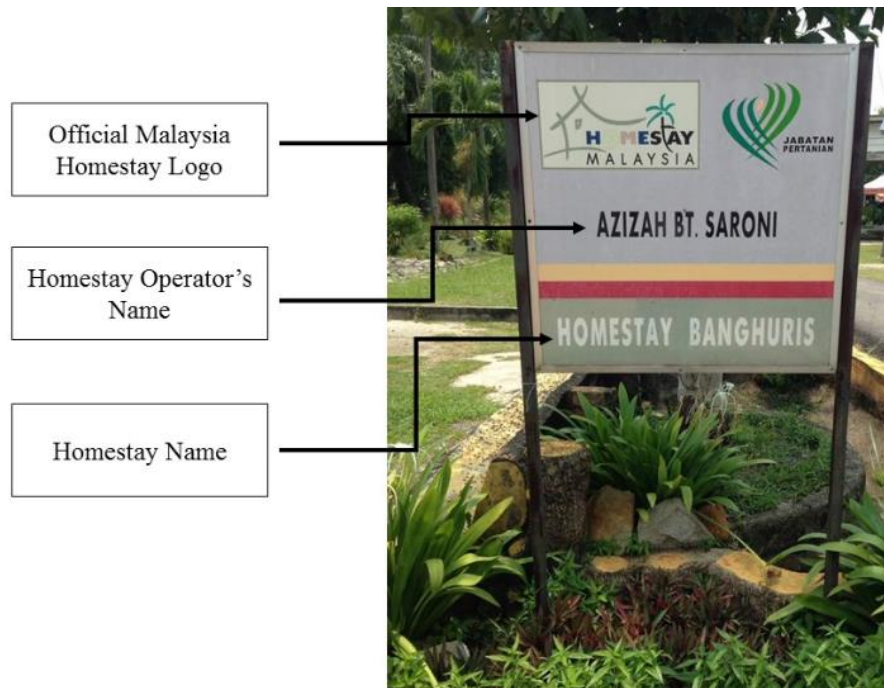 Official Malaysia
Homestay Logo
HOMESTAY
MALAYSIA
JABATAN
PERTANIAN
Homestay Operator’s
Name
AZIZAH BT. SARONI
Homestay Name
HOMESTAY BANGHURIS